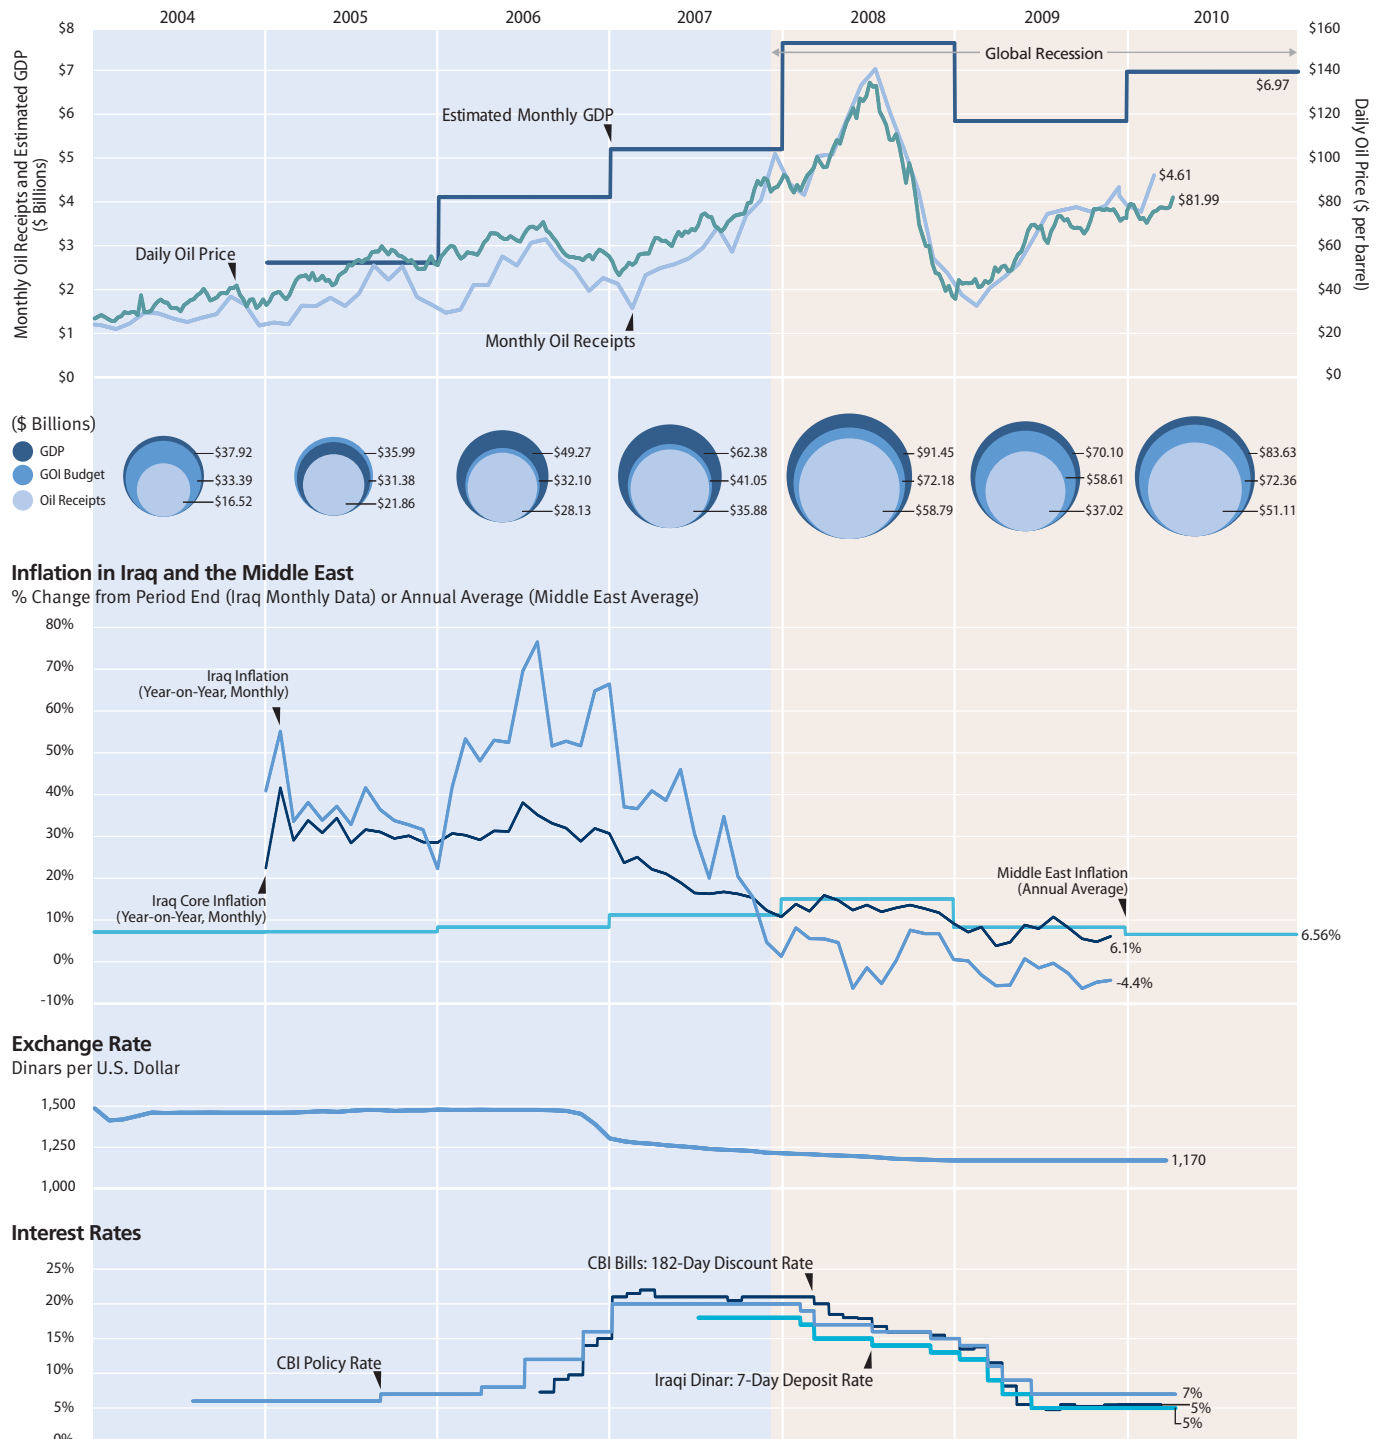 2004 2005 2006 2007 2008 2009 2010
$8 $160
Global Recession
$7 $140
$6.97
Estimated Monthly GDP
$6 $120
$5 $100
$4.61
$4 $80
$81.99
$3 $60
Daily Oil Price
$2 $40
Monthly Oil Receipts
$1 $20
$0 $0
Monthly Oil Receipts and Estimated GDP
($ Billions)
Daily Oil Price ($ per barrel)
($ Billions)
GDP
GOI Budget
Oil Receipts
$37.92 $35.99 $49.27 $62.38 $91.45 $70.10 $83.63
$33.39 $31.38 $32.10 $41.05 $72.18 $58.61 $72.36
$16.52 $21.86 $28.13 $35.88 $58.79 $37.02 $51.11
Inflation in Iraq and the Middle East
% Change from Period End (Iraq Monthly Data) or Annual Average (Middle East Average)
80%
70%
Iraq Inflation
(Year-on-Year, Monthly)
60%
50%
40%
30%
20%
Middle East Inflation
(Annual Average)
Iraq Core Inflation
(Year-on-Year, Monthly)
10%
6.56%
6.1%
0%
-4.4%
-10%
Exchange Rate
Dinars per U.S. Dollar
1,500
1,250
1,170
1,000
Interest Rates
CBI Bills: 182-Day Discount Rate
25%
20%
15%
CBI Policy Rate
10%
Iraqi Dinar: 7-Day Deposit Rate
7%
5%
5%
5%
0%